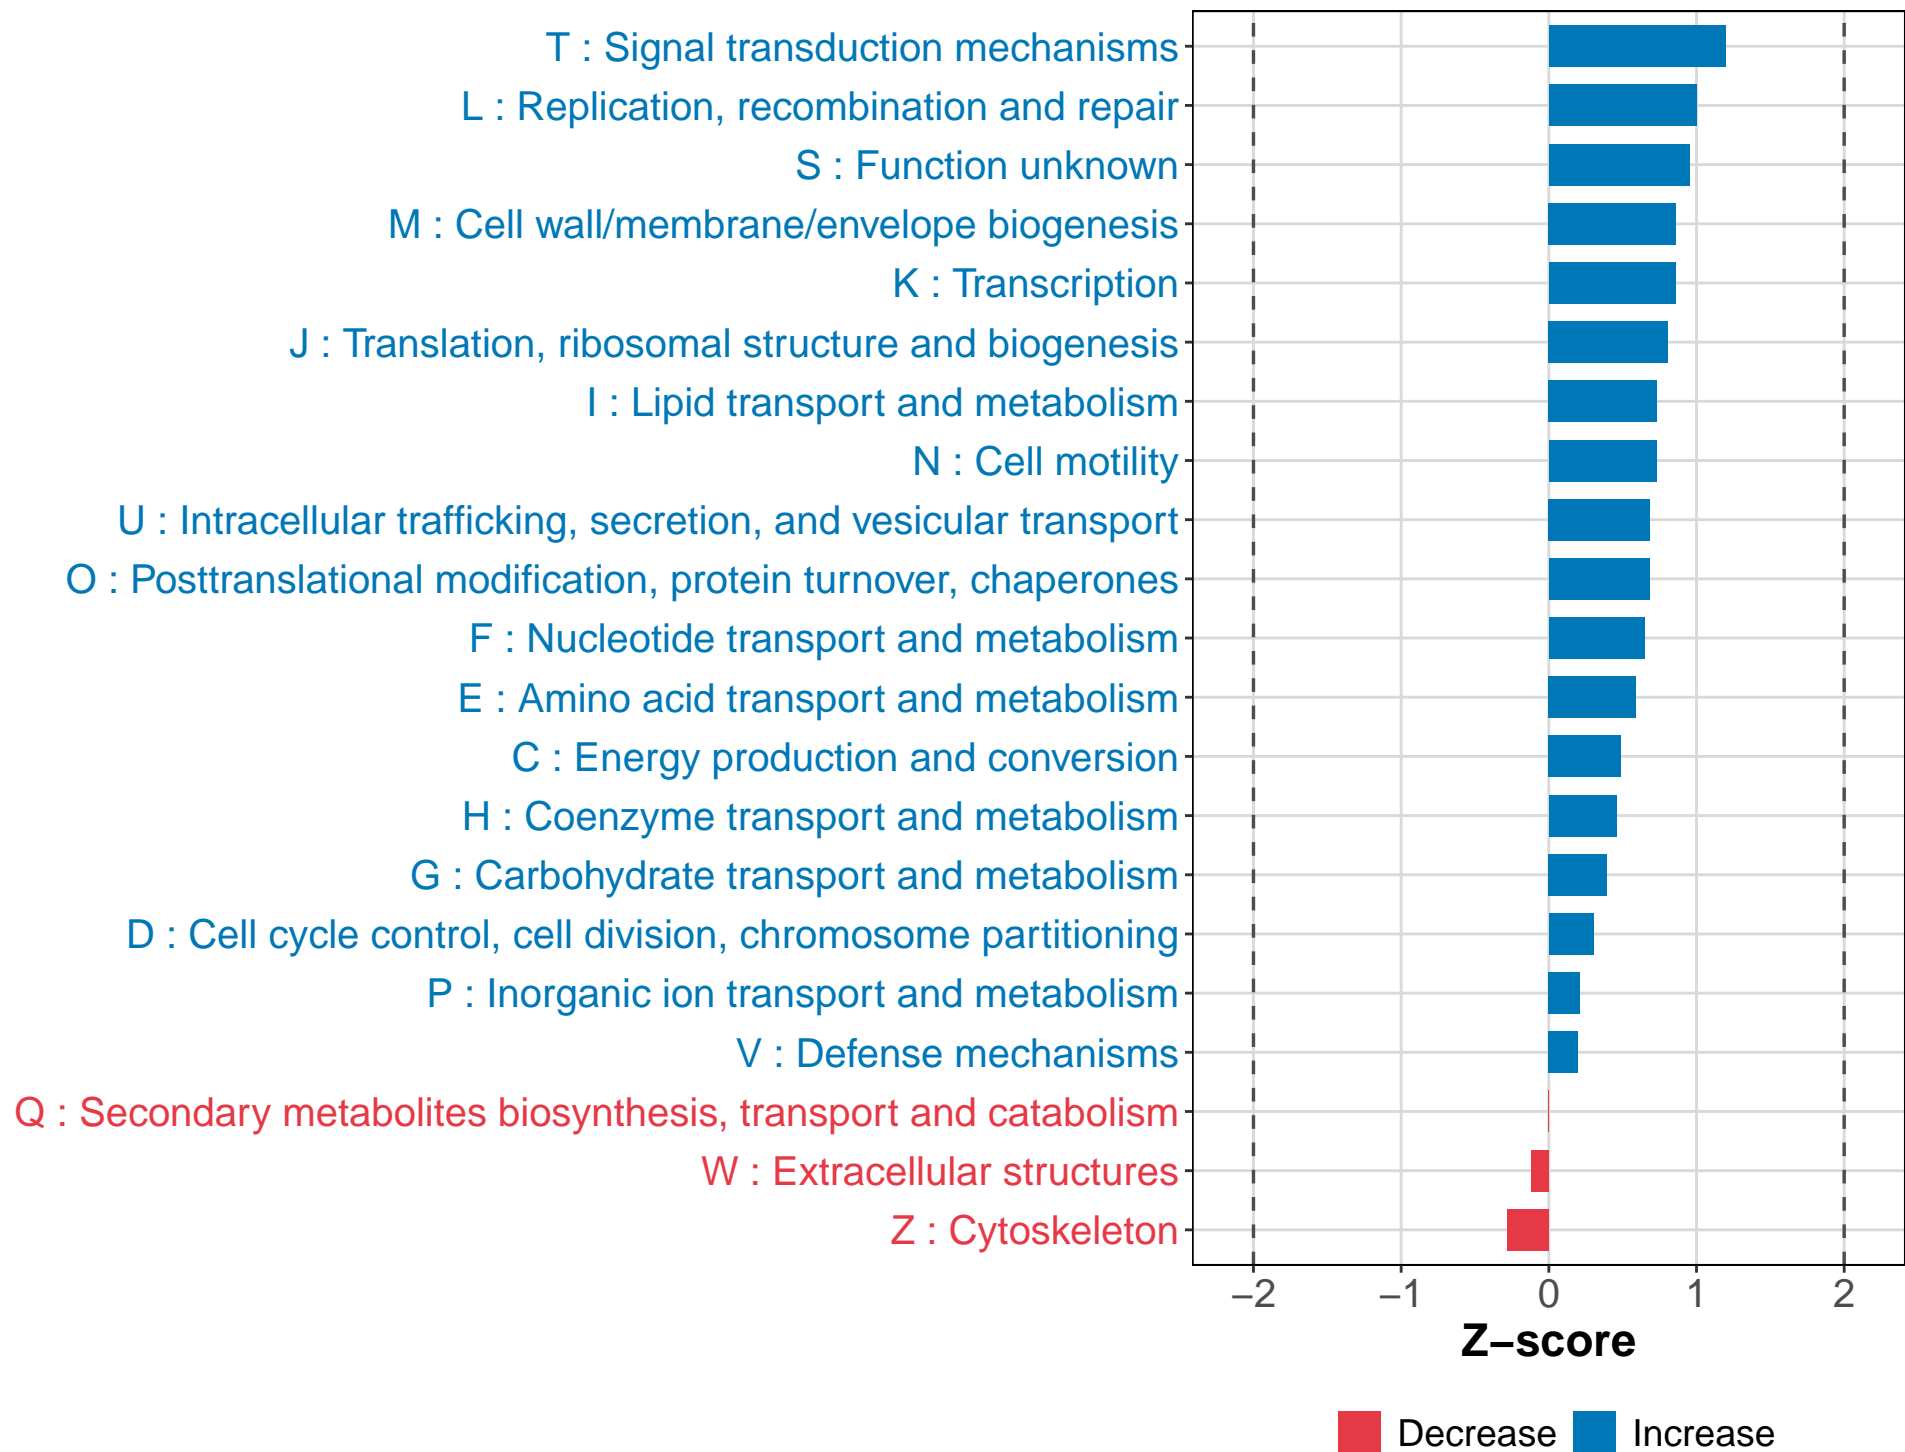 T : Signal transduction mechanisms
L : Replication, recombination and repair
S : Function unknown
M : Cell wall/membrane/envelope biogenesis
K : Transcription
J : Translation, ribosomal structure and biogenesis
I : Lipid transport and metabolism
N : Cell motility
U : Intracellular trafficking, secretion, and vesicular transport
O : Posttranslational modification, protein turnover, chaperones
F : Nucleotide transport and metabolism
E : Amino acid transport and metabolism
C : Energy production and conversion
H : Coenzyme transport and metabolism
G : Carbohydrate transport and metabolism
D : Cell cycle control, cell division, chromosome partitioning
P : Inorganic ion transport and metabolism
V : Defense mechanisms
Q : Secondary metabolites biosynthesis, transport and catabolism
W : Extracellular structures
Z : Cytoskeleton
−2 −1 0 1 2
Z−score
Decrease Increase